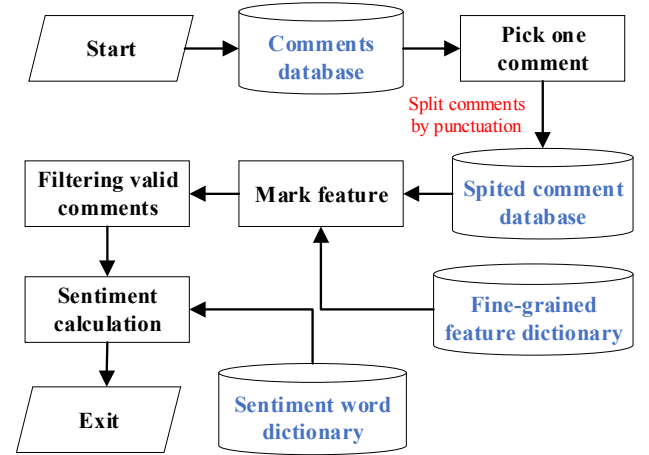 Start
Comments
database
Pick one
comment
Split comments
by punctuation
Filtering valid
comments
Mark feature
Spited comment
database
Sentiment
calculation
Fine-grained
feature dictionary
Exit
Sentiment word
dictionary